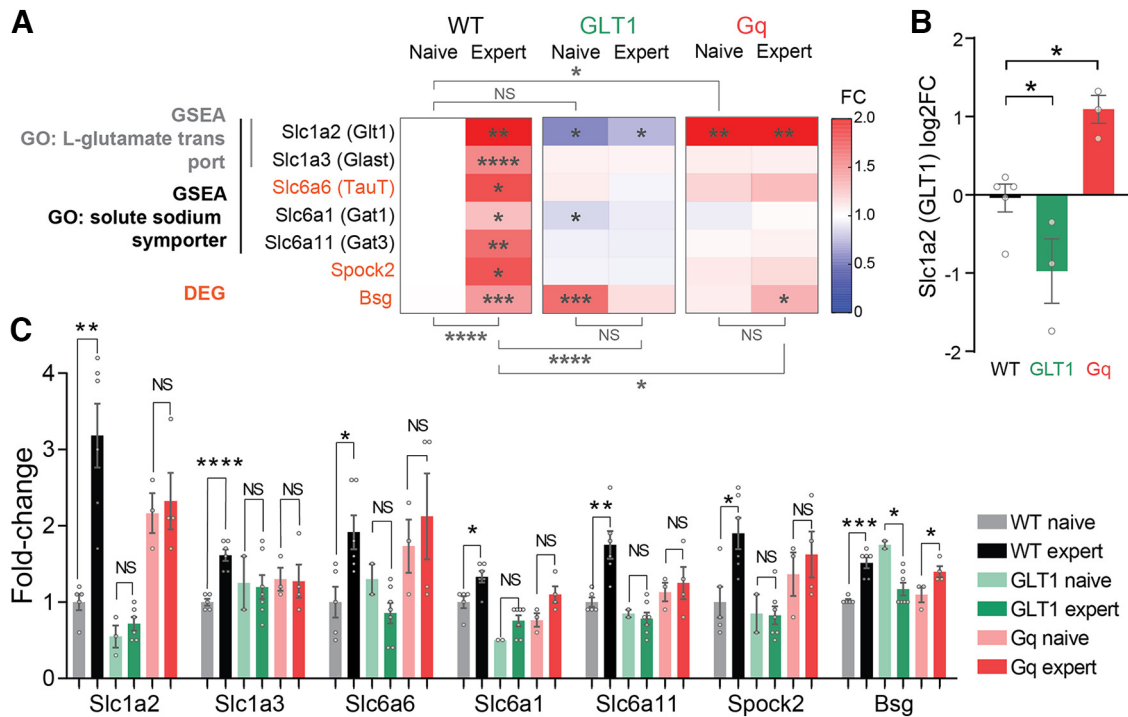 A
WT
GLT1
Gq
Naive Expert
Naive Expert
Naive Expert
*
NS
FC
GSEA
GO: L-glutamate trans
port
GSEA
GO: solute sodium
symporter
DEG
Slc1a2 (Glt1) ** * * ** **
Slc1a3 (Glast) ****
Slc6a6 (TauT) *
Slc6a1 (Gat1) * *
Slc6a11 (Gat3) **
Spock2 *
Bsg *** *** *
2.0
1.5
1.0
0.5
0.0
**** NS NS
****
*
B
Slc1a2 (GLT1) log2FC
2
1
0
-1
-2
*
*
WT GLT1 Gq
C
Fold-change
4
3
2
1
0
** NS NS
**** NS NS
* NS NS
* NS NS
** NS NS
* NS NS
*** * *
Slc1a2 Slc1a3 Slc6a6 Slc6a1 Slc6a11 Spock2 Bsg
WT naive
WT expert
GLT1 naive
GLT1 expert
Gq naive
Gq expert